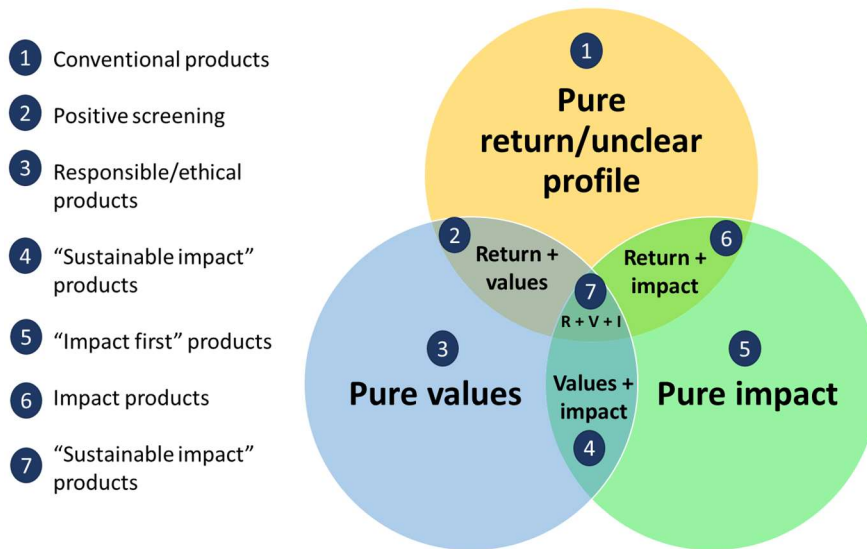 1 Conventional products
2 Positive screening
3 Responsible/ethical
products
4 “Sustainable impact”
products
5 “Impact first” products
6 Impact products
7 “Sustainable impact”
products
1
Pure
return/unclear
profile
2
Return +
values
6
Return +
impact
7
R + V + I
3
Pure values
Values +
impact
4
5
Pure impact